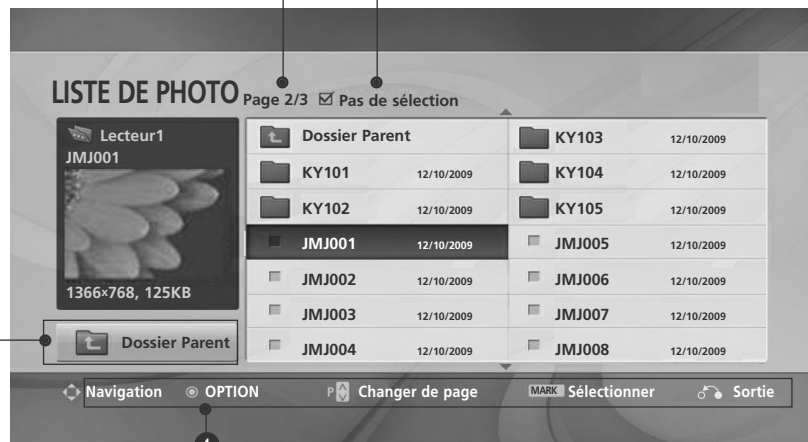 LISTE DE PHOTO Page 2/3 Pas de sélection
Lecteur1
JMJ001
1366×768, 125KB
Dossier Parent
Dossier Parent
KY101 12/10/2009
KY102 12/10/2009
JMJ001 12/10/2009
JMJ002 12/10/2009
JMJ003 12/10/2009
JMJ004 12/10/2009
KY103 12/10/2009
KY104 12/10/2009
KY105 12/10/2009
JMJ005 12/10/2009
JMJ006 12/10/2009
JMJ007 12/10/2009
JMJ008 12/10/2009
Navigation OPTION P Changer de page MARK Sélectionner Sortie